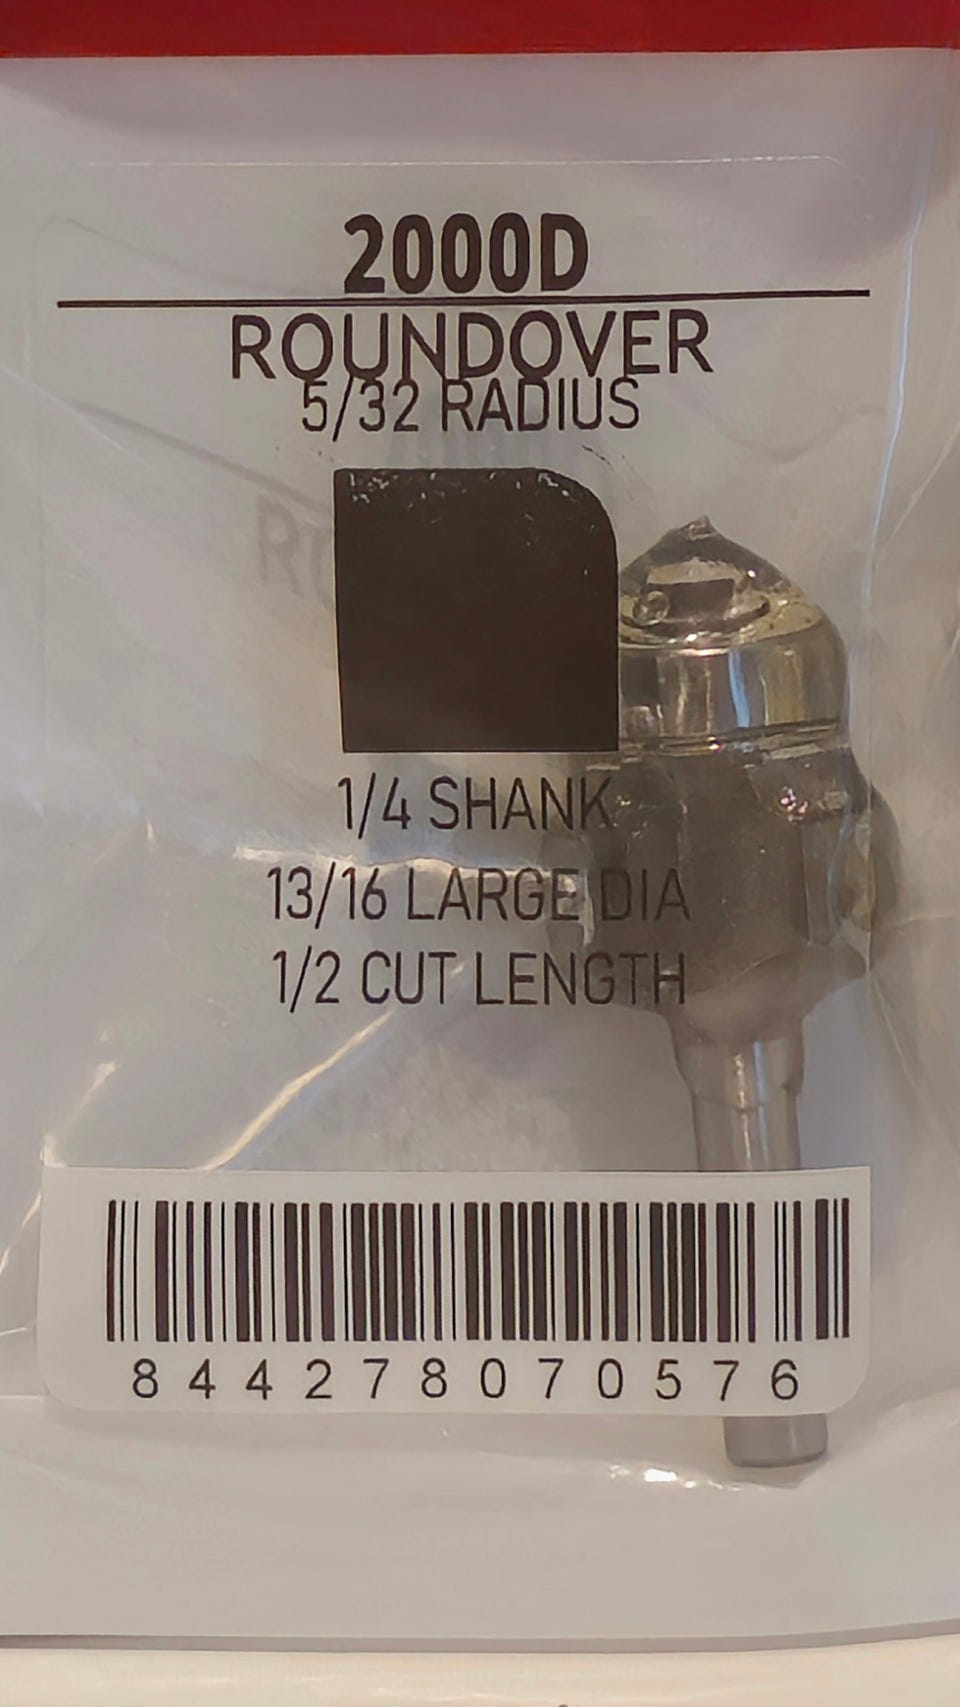 2000D
ROUNDOVER
5/32 RADIUS
1/4 SHANK
13/16 LARGE DIA
1/2 CUT LENGTH
844278070576